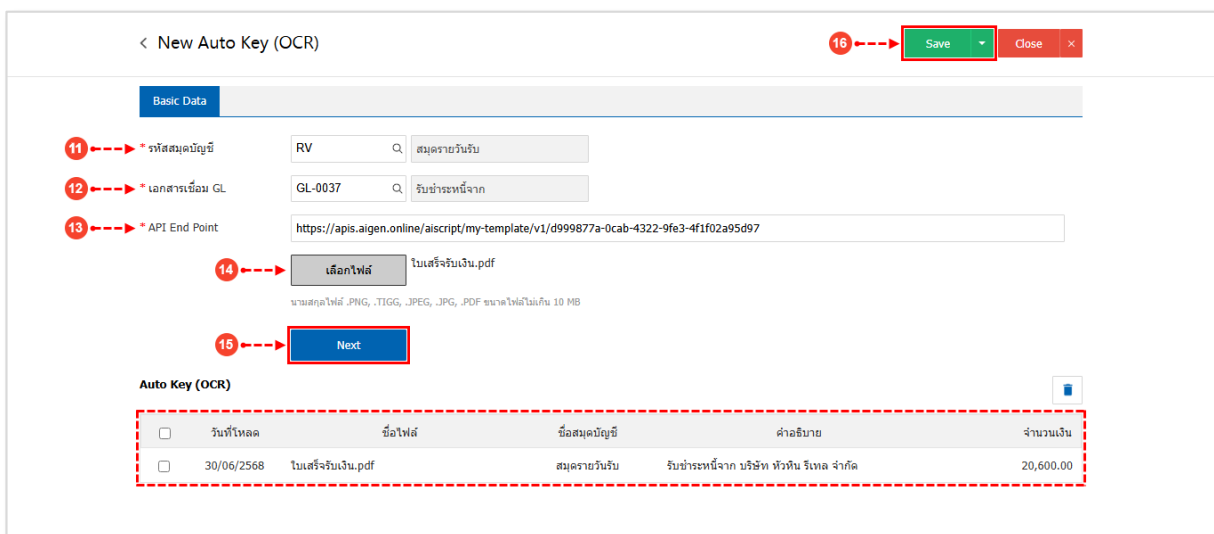 < New Auto Key (OCR)
16 Save Close ×
Basic Data
11 * รหัสสมุดบัญชี RV สมุดรายวันรับ
12 * เอกสารเชื่อม GL GL-0037 รับชำระหนี้จาก
13 * API End Point https://apis.aigen.online/aiscript/my-template/v1/d999877a-0cab-4322-9fe3-4f1f02a95d97
14 เลือกไฟล์ ใบเสร็จรับเงิน.pdf
นามสกุลไฟล์ .PNG, .TIGG, .JPEG, .JPG, .PDF ขนาดไฟล์ไม่เกิน 10 MB
15 Next
Auto Key (OCR)
วันที่โหลด ชื่อไฟล์ ชื่อสมุดบัญชี คำอธิบาย จำนวนเงิน
30/06/2568 ใบเสร็จรับเงิน.pdf สมุดรายวันรับ รับชำระหนี้จาก บริษัท หัวหิน รีเทล จำกัด 20,600.00